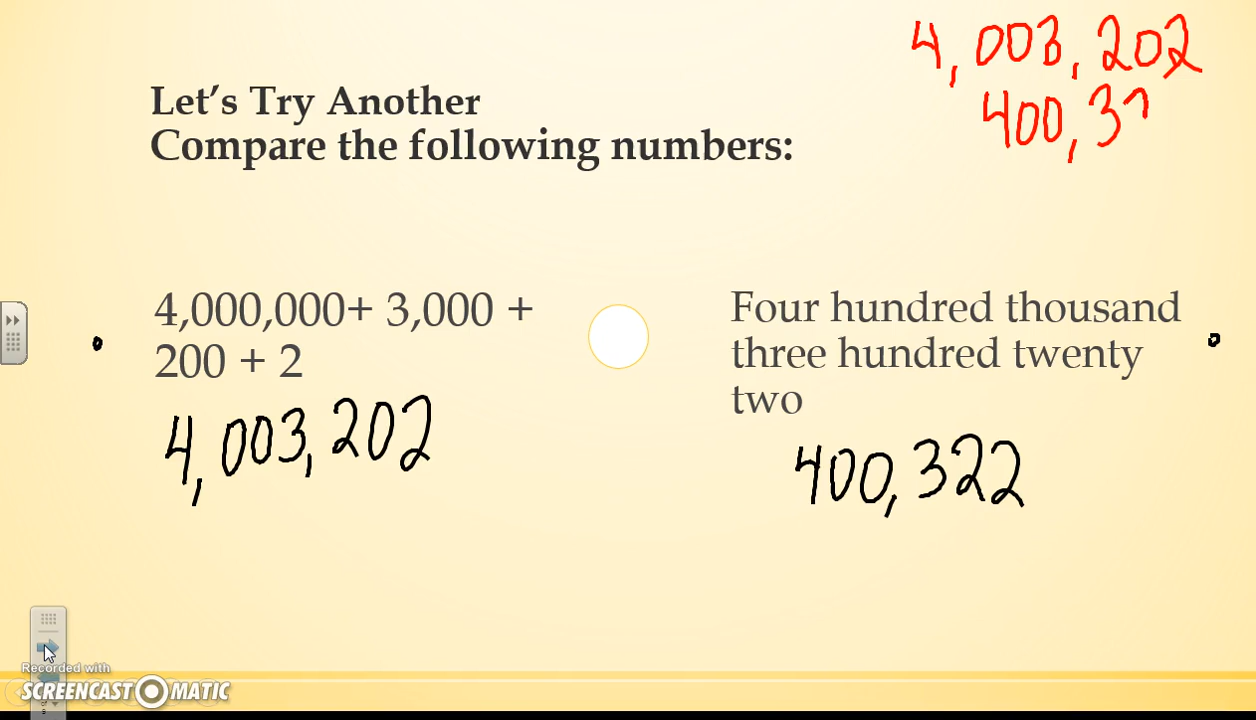 4,003,202
400,32
Let’s Try Another
Compare the following numbers:
4,000,000+ 3,000 +
200 + 2
Four hundred thousand
three hundred twenty
two
4,003,202
400,322
Recorded with
SCREENCAST O MATIC